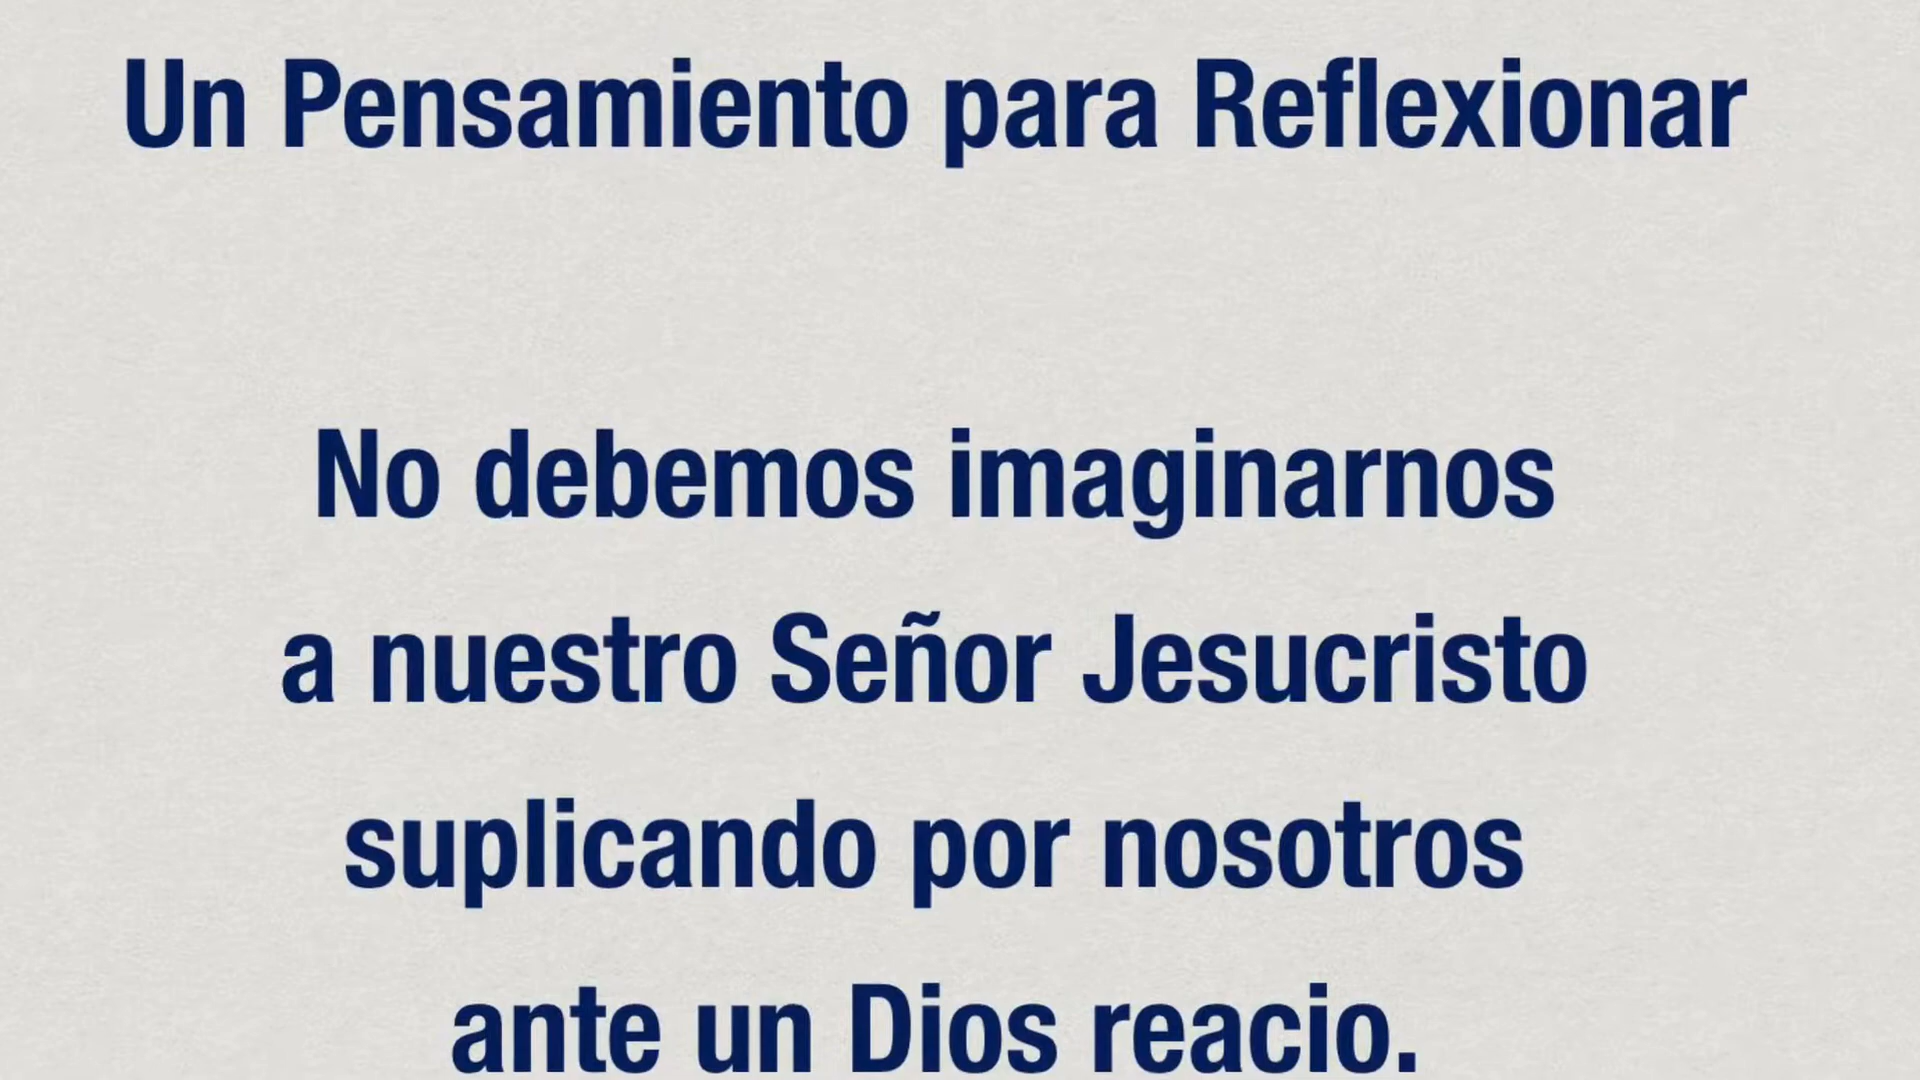 Un Pensamiento para Reflexionar
No debemos imaginarnos
a nuestro Señor Jesucristo
suplicando por nosotros
ante un Dios reacio.